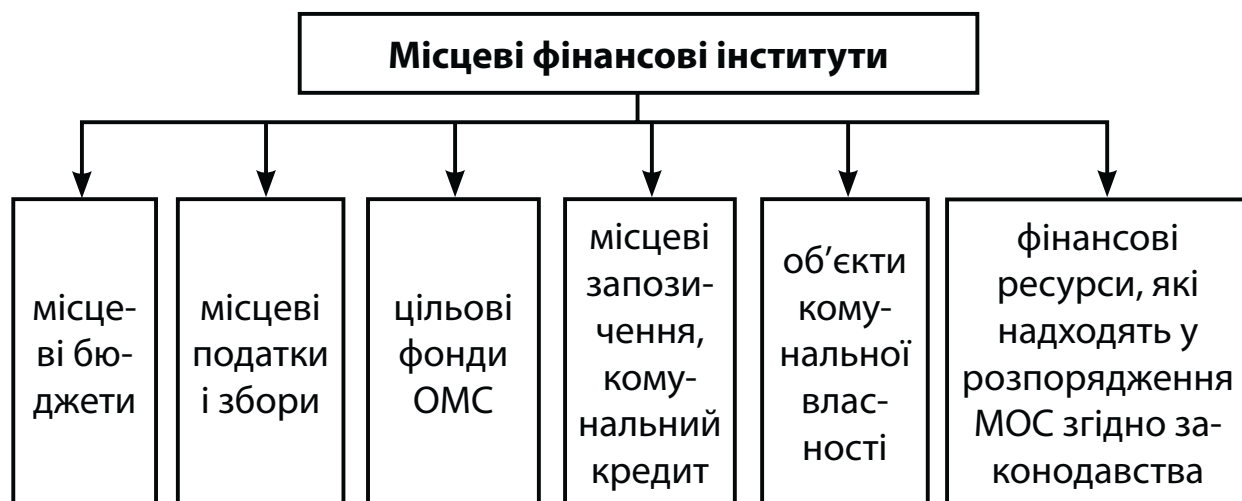 Місцеві фінансові інститути
місце-
ві бю-
джети
місцеві
податки
і збори
цільові
фонди
ОМС
місцеві
запози-
чення,
кому-
нальний
кредит
об’єкти
кому-
нальної
влас-
ності
фінансові
ресурси, які
надходять у
розпорядження
МОС згідно за-
конодавства